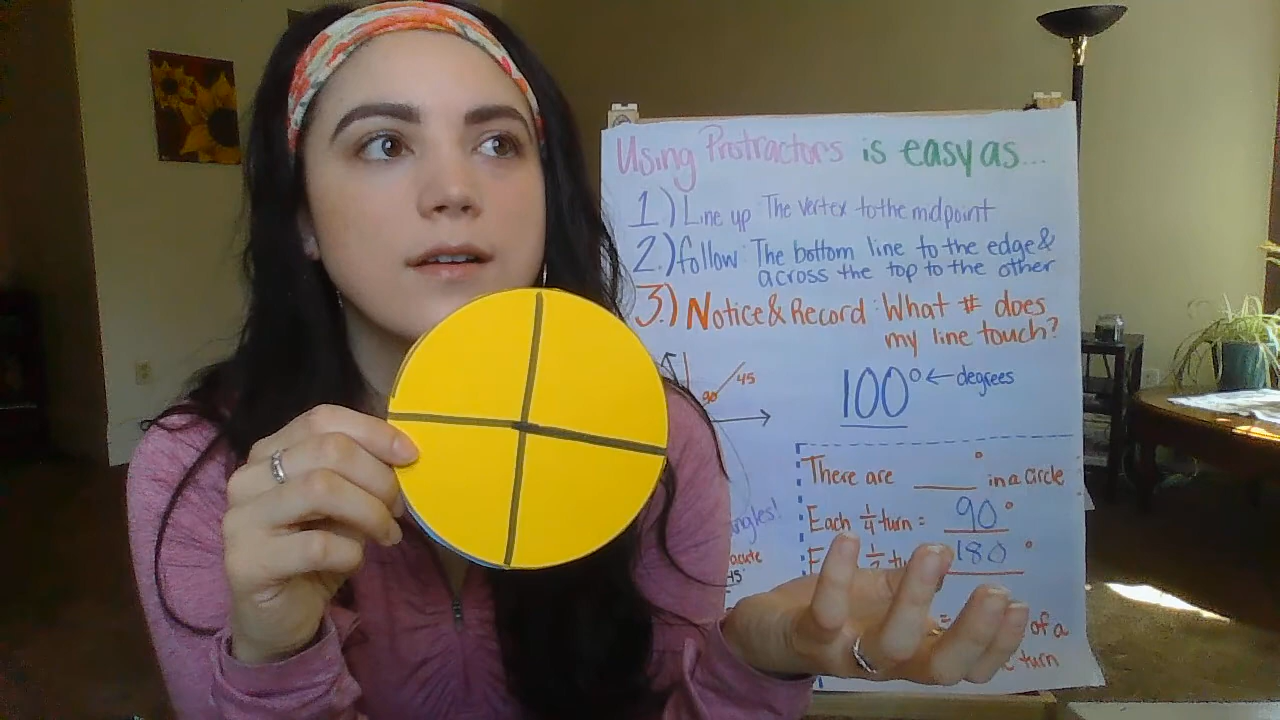 Using Protractors is easy as...
1.) Line up: The vertex to the midpoint
2.) follow: The bottom line to the edge &
across the top to the other
3.) Notice & Record: What # does
my line touch?
45
90
100° ← degrees
There are ____° in a circle
Each 1/4 turn = 90°
180°
angles!
acute
45°
= of a
turn